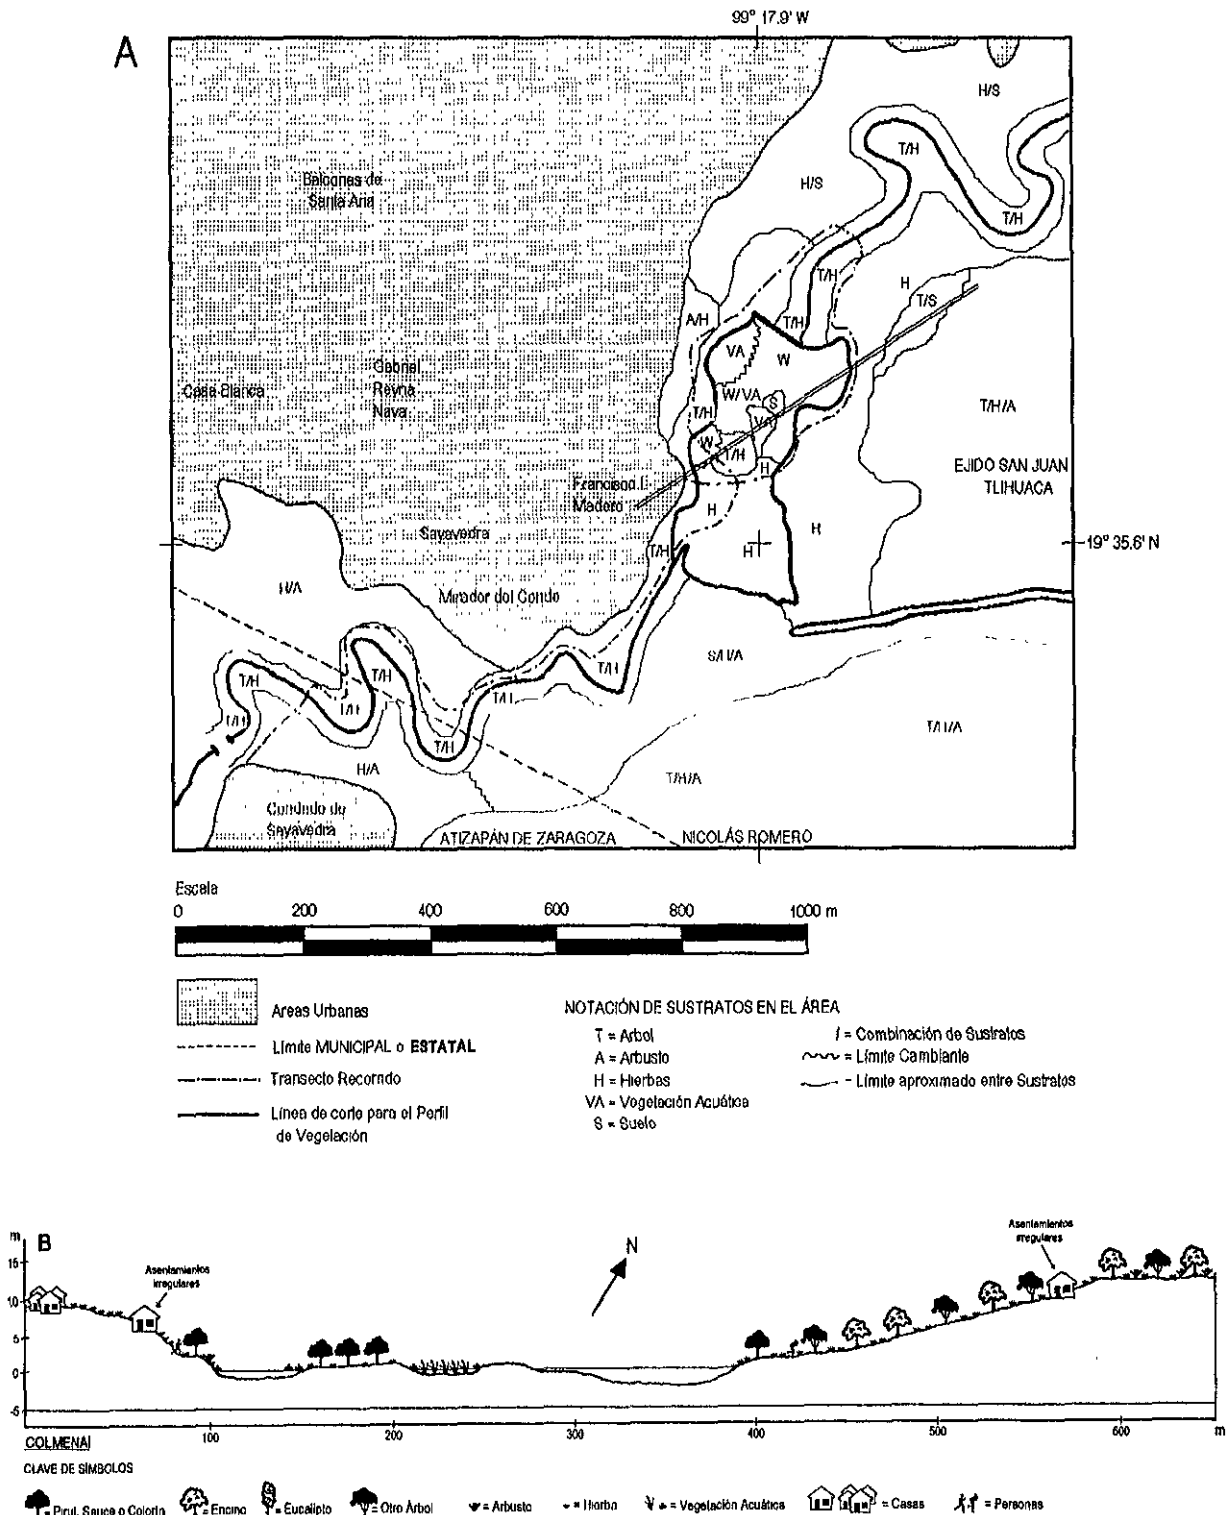 99° 17.9' W
A
H/S
T/H
H/S
Balcones de
Santa Ana
T/H
T/H
H
T/S
A/H
T/H
VA
W
Casa Blanca
Gabriel
Reyna
Nava
W/VA
S
T/H
VA
T/H/A
W
T/H
EJIDO SAN JUAN
TLIHUACA
H
Francisco I.
Madero
H
H
Sayavedra
T/H
H
19° 35.6' N
H/A
Mirador del Conde
S/H/A
T/H
T/H
T/H
T/H
T/H
T/H
T/H
T/H/A
H/A
T/H/A
Condado de
Sayavedra
ATIZAPÁN DE ZARAGOZA
NICOLÁS ROMERO
Escala
0 200 400 600 800 1000 m
Areas Urbanas
Límite MUNICIPAL o ESTATAL
Transecto Recorrido
Línea de corte para el Perfil
de Vegelación
NOTACIÓN DE SUSTRATOS EN EL ÁREA
T = Arbol
A = Arbusto
H = Hierbas
VA = Vegelación Acuática
S = Suelo
/ = Combinación de Sustratos
= Límite Cambiante
- Límite aproximado entre Sustratos
m
B
15
10
5
0
-5
Asentamientos
irregulares
N
Asentamientos
irregulares
100 200 300 400 500 600 m
COLMENAI
CLAVE DE SÍMBOLOS
= Pirul, Sauce o Colorín
= Encino
= Eucalipto
= Otro Árbol
= Arbusto
= Hierba
= Vegetación Acuática
= Casas
= Personas